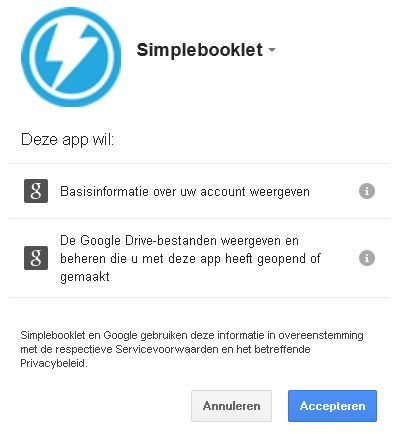 Simplebooklet
Deze app wil:
Basisinformatie over uw account weergeven
De Google Drive-bestanden weergeven en
beheren die u met deze app heeft geopend of
gemaakt
Simplebooklet en Google gebruiken deze informatie in overeenstemming
met de respectieve Servicevoorwaarden en het betreffende
Privacybeleid.
Annuleren Accepteren